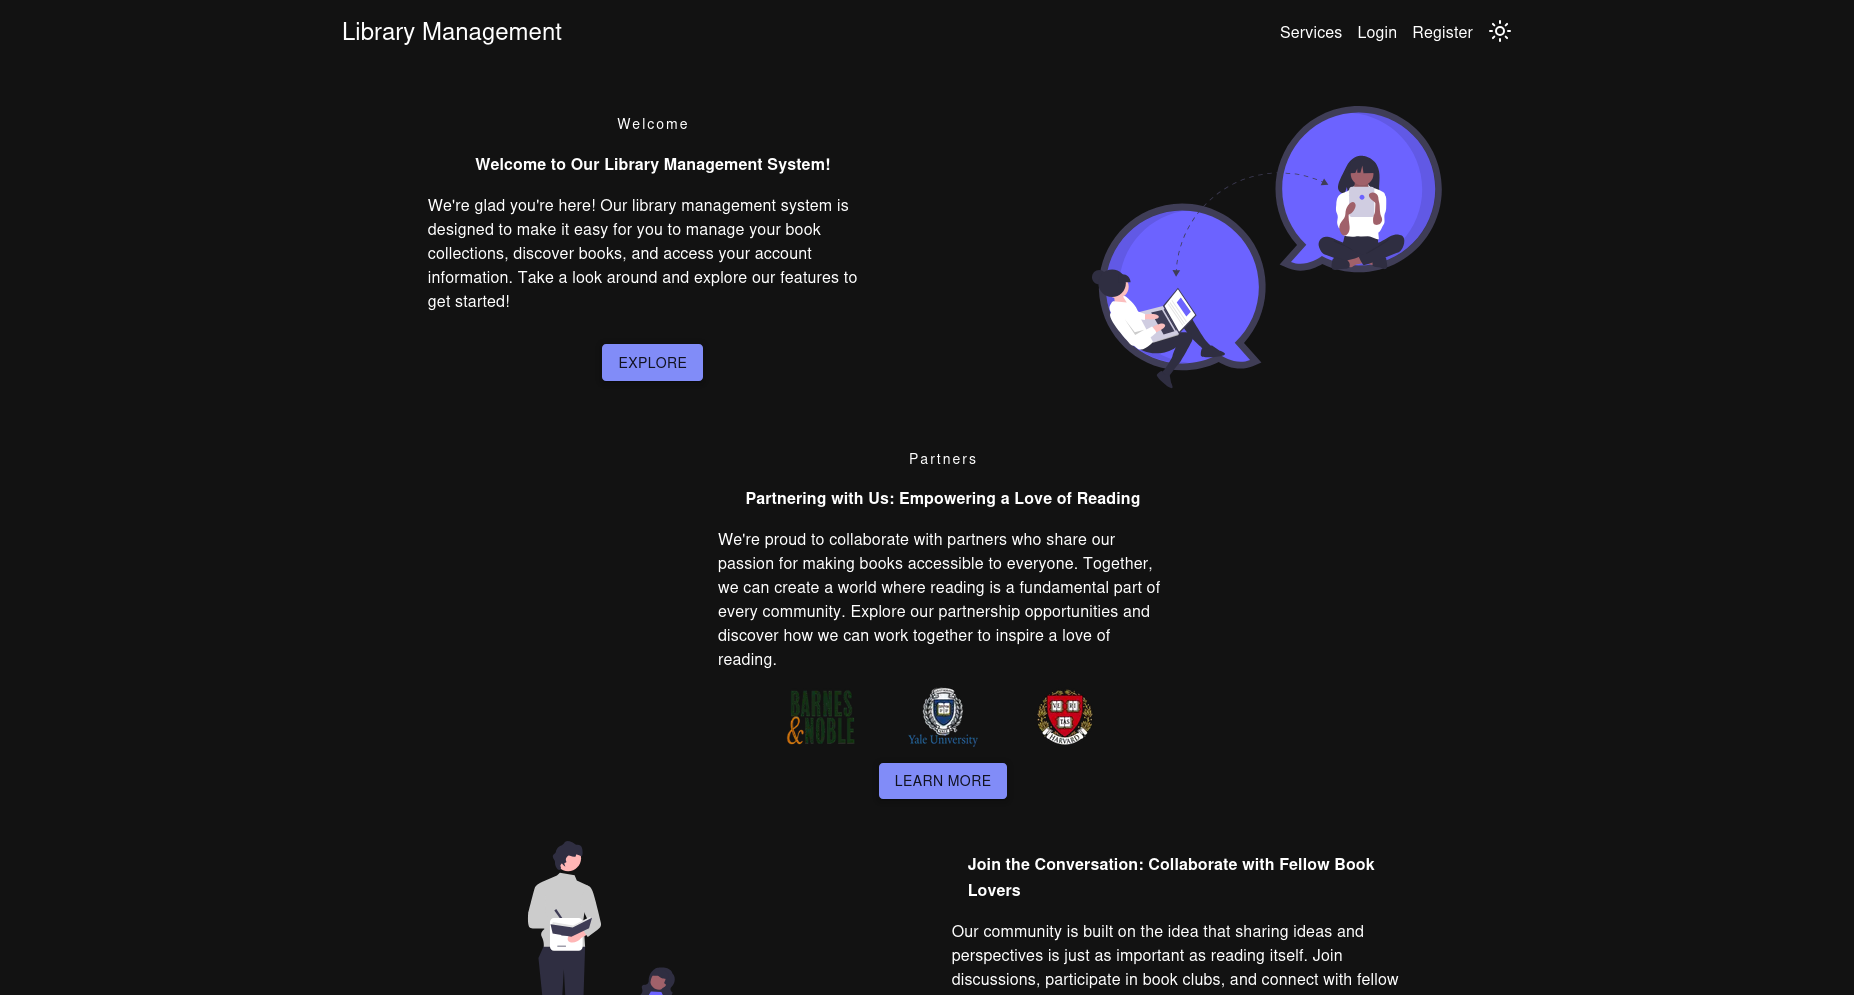 Library Management
Services
Login
Register
Welcome
Welcome to Our Library Management System!
We're glad you're here! Our library management system is
designed to make it easy for you to manage your book
collections, discover books, and access your account
information. Take a look around and explore our features to
get started!
EXPLORE
Partners
Partnering with Us: Empowering a Love of Reading
We're proud to collaborate with partners who share our
passion for making books accessible to everyone. Together,
we can create a world where reading is a fundamental part of
every community. Explore our partnership opportunities and
discover how we can work together to inspire a love of
reading.
BARNES
&NOBLE
Yale University
VE RI
TAS
HARVARD
LEARN MORE
Join the Conversation: Collaborate with Fellow Book
Lovers
Our community is built on the idea that sharing ideas and
perspectives is just as important as reading itself. Join
discussions, participate in book clubs, and connect with fellow